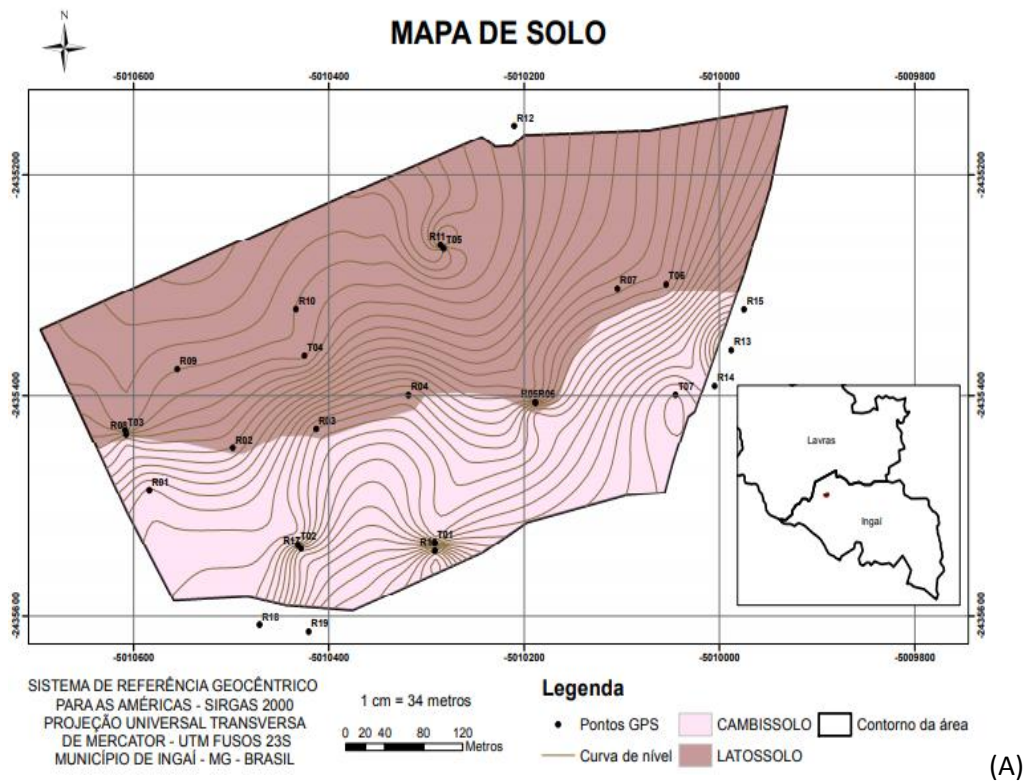 N
MAPA DE SOLO
-5010600 -5010400 -5010200 -5010000 -5009800
R12
-2435200 -2435200
R11 T05
R07 T06
R10 R15
T04 R13
R09
R04 R14
-2435400 R05R06 T07 -2435400
R08 T03 R03
R02
Lavras
R01
Ingaí
R17 T02 T01
-2435600 R18 R19 -2435600
-5010600 -5010400 -5010200 -5010000 -5009800
SISTEMA DE REFERÊNCIA GEOCÊNTRICO
PARA AS AMÉRICAS - SIRGAS 2000
PROJEÇÃO UNIVERSAL TRANSVERSA
DE MERCATOR - UTM FUSOS 23S
MUNICÍPIO DE INGAÍ - MG - BRASIL
1 cm = 34 metros
0 20 40 80 120
Metros
Legenda
Pontos GPS CAMBISSOLO Contorno da área
Curva de nível LATOSSOLO
(A)